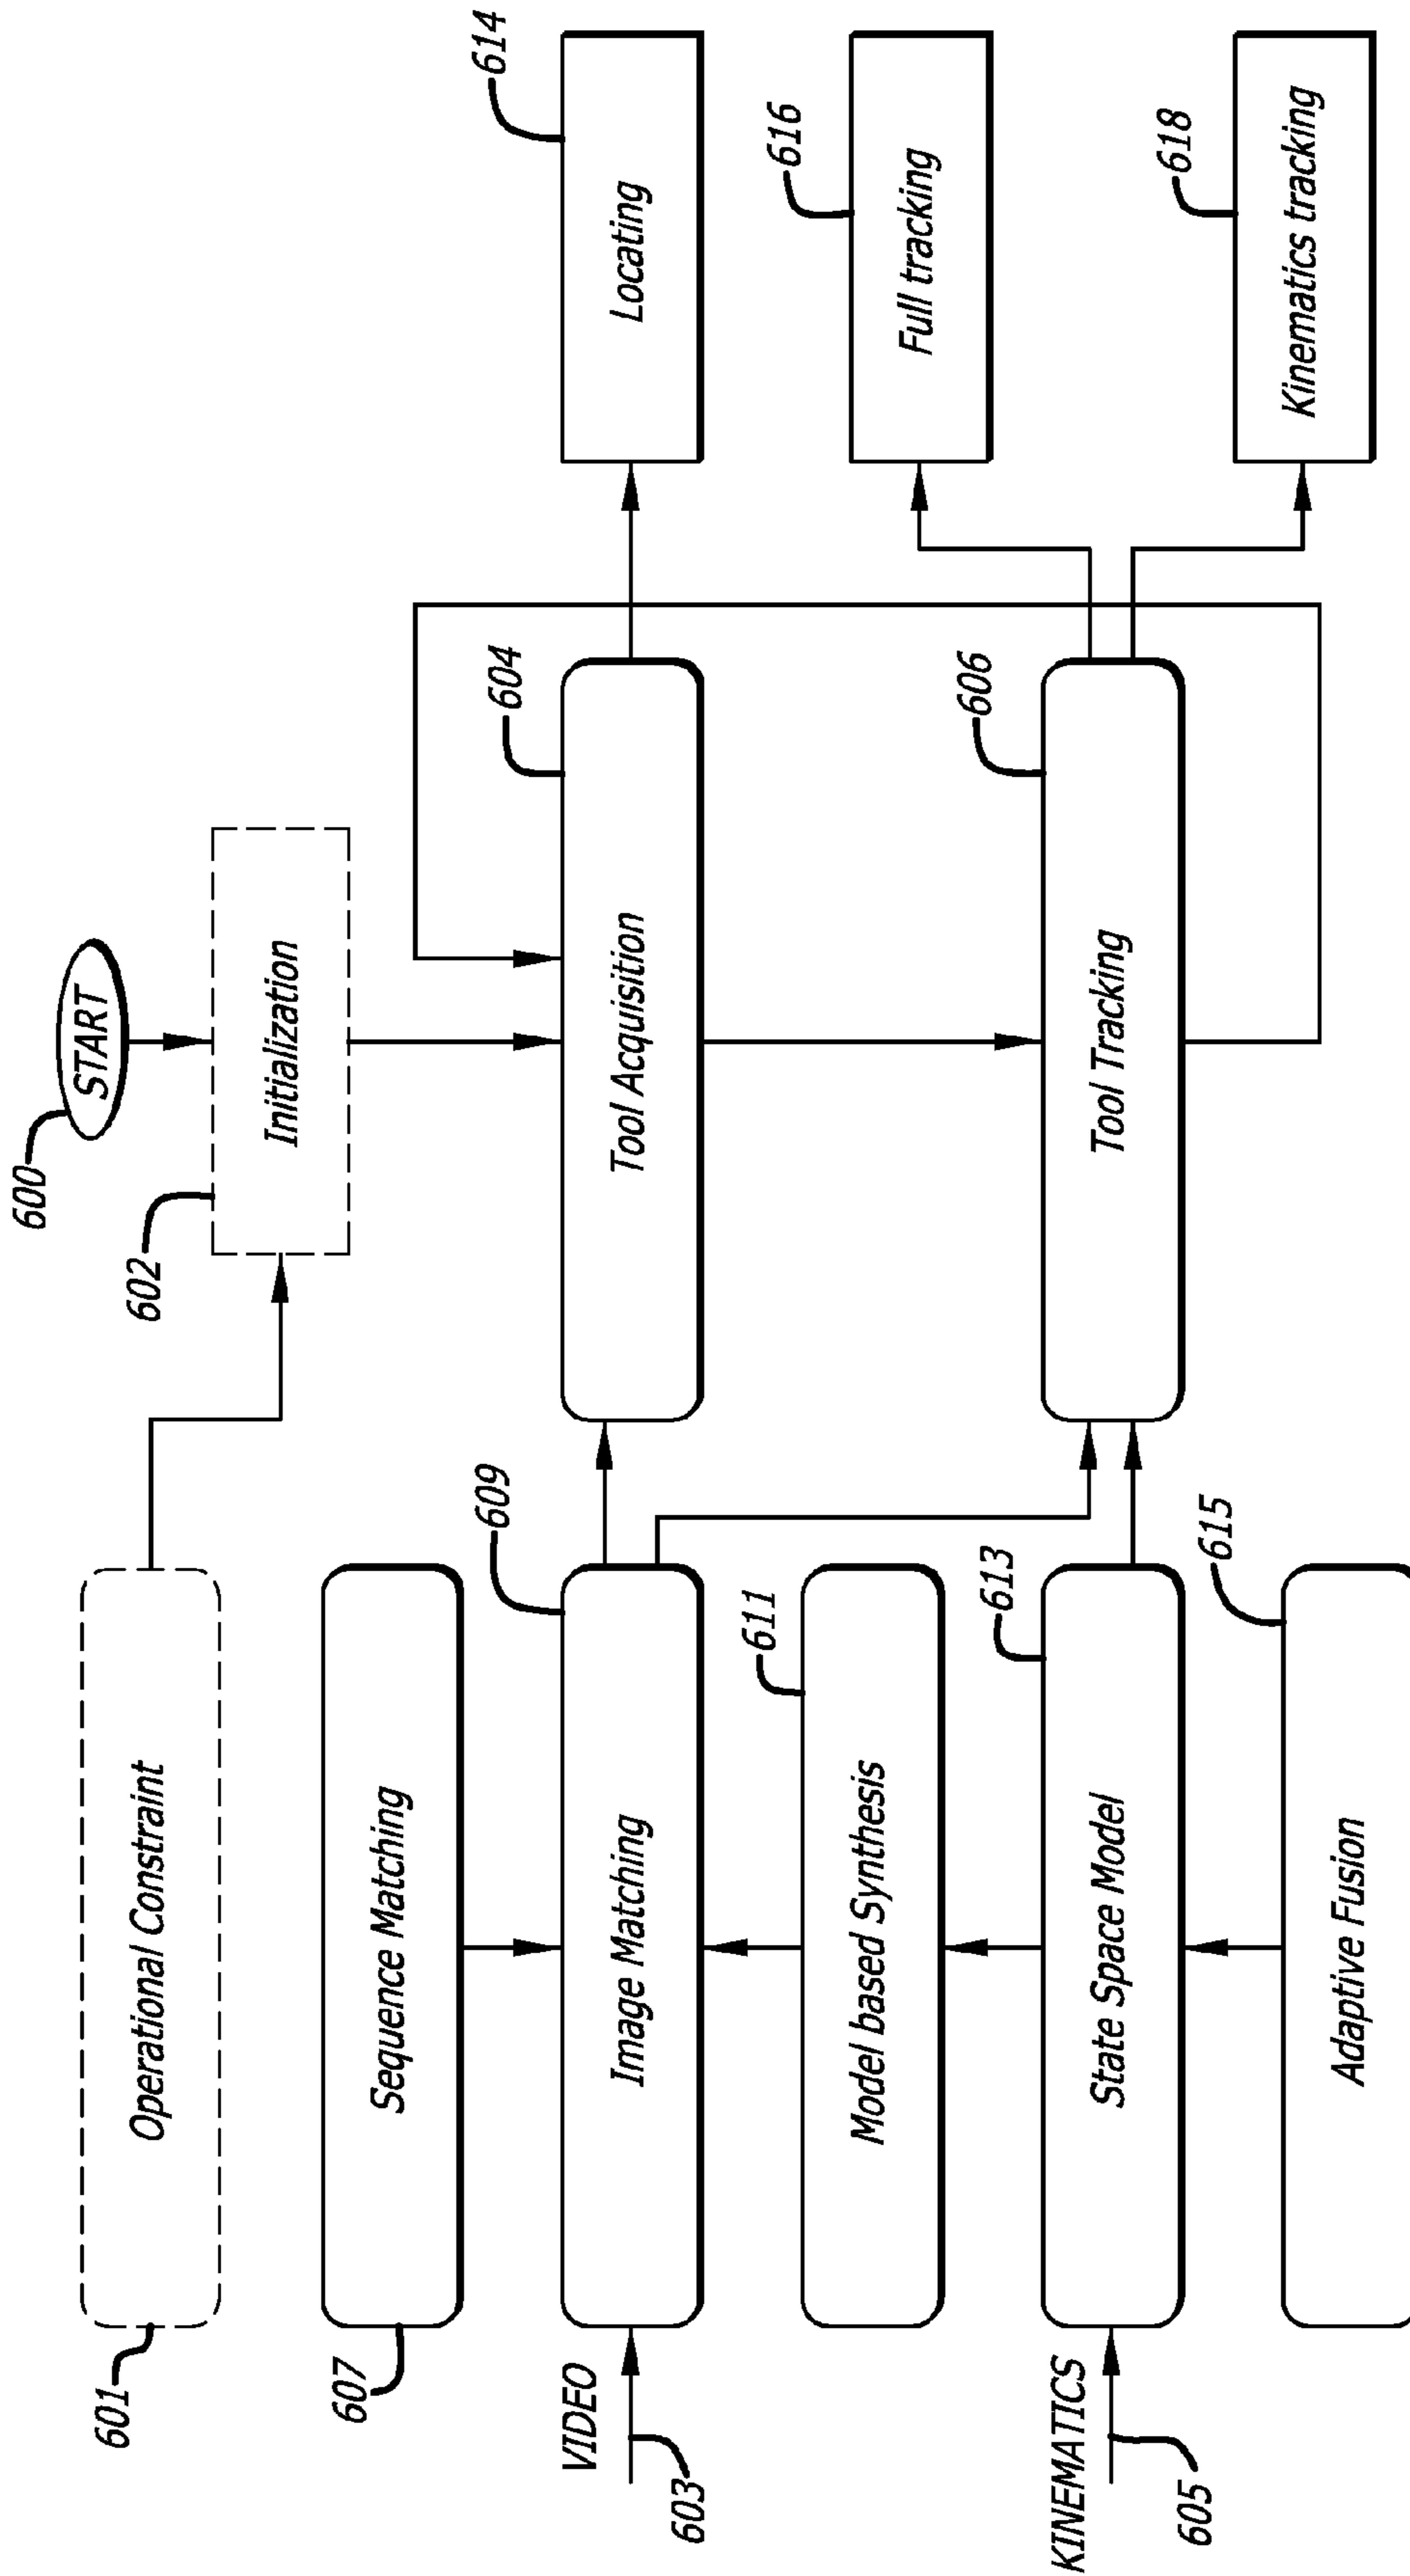 600
START
601
Operational Constraint
602
Initialization
607
Sequence Matching
VIDEO
603
609
Image Matching
604
Tool Acquisition
614
Locating
611
Model based Synthesis
616
Full tracking
KINEMATICS
605
613
State Space Model
606
Tool Tracking
618
Kinematics tracking
615
Adaptive Fusion